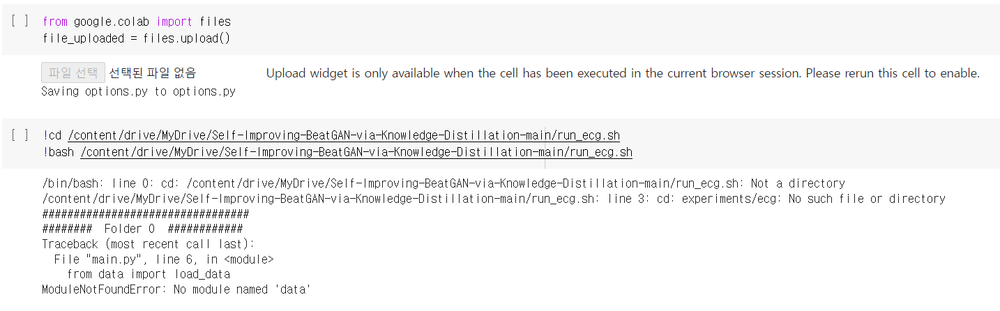 [ ] from google.colab import files
file_uploaded = files.upload()
파일 선택 선택된 파일 없음 Upload widget is only available when the cell has been executed in the current browser session. Please rerun this cell to enable.
Saving options.py to options.py
[ ] !cd /content/drive/MyDrive/Self-Improving-BeatGAN-via-Knowledge-Distillation-main/run_ecg.sh
!bash /content/drive/MyDrive/Self-Improving-BeatGAN-via-Knowledge-Distillation-main/run_ecg.sh
/bin/bash: line 0: cd: /content/drive/MyDrive/Self-Improving-BeatGAN-via-Knowledge-Distillation-main/run_ecg.sh: Not a directory
/content/drive/MyDrive/Self-Improving-BeatGAN-via-Knowledge-Distillation-main/run_ecg.sh: line 3: cd: experiments/ecg: No such file or directory
#################################
######## Folder 0 ############
Traceback (most recent call last):
File "main.py", line 6, in <module>
from data import load_data
ModuleNotFoundError: No module named 'data'